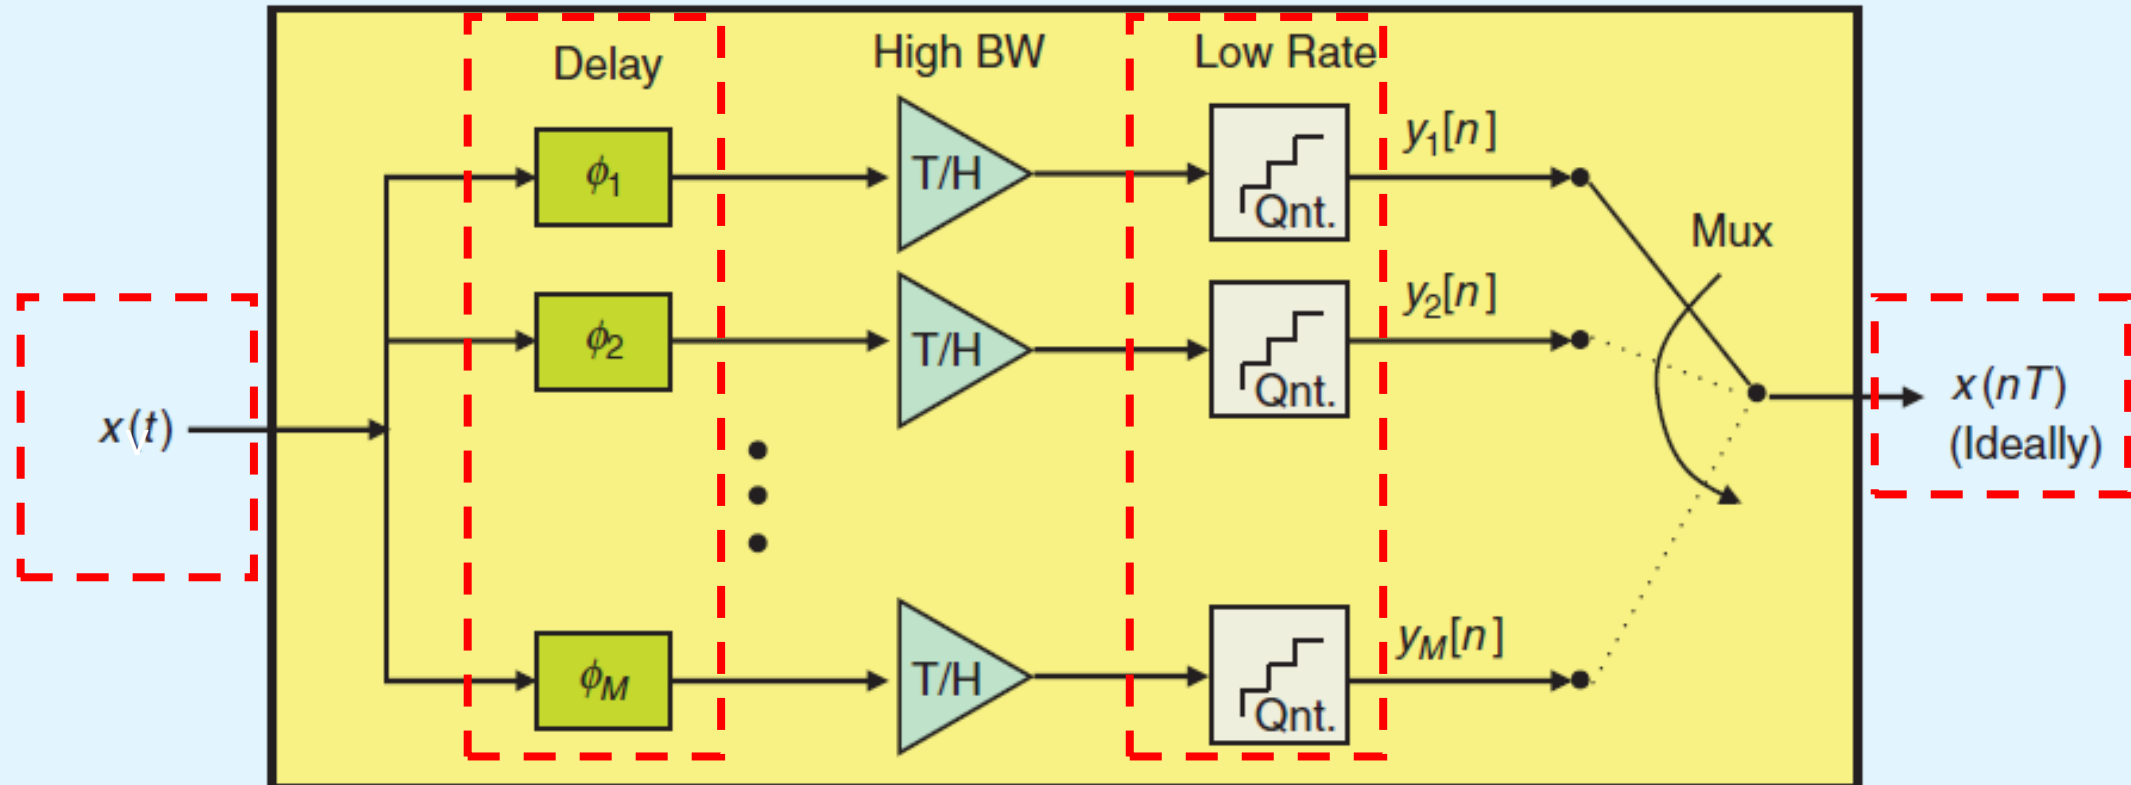 Delay
High BW
Low Rate
ϕ1
T/H
Qnt.
y1[n]
Mux
ϕ2
T/H
Qnt.
y2[n]
x(t)
x(nT)
(Ideally)
ϕM
T/H
Qnt.
yM[n]